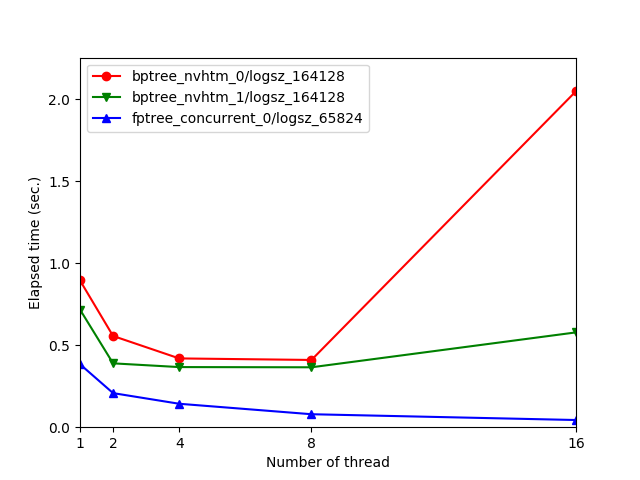 bptree_nvhtm_0/logsz_164128
bptree_nvhtm_1/logsz_164128
fptree_concurrent_0/logsz_65824
2.0
1.5
1.0
0.5
0.0
Elapsed time (sec.)
1 2 4 8 16
Number of thread